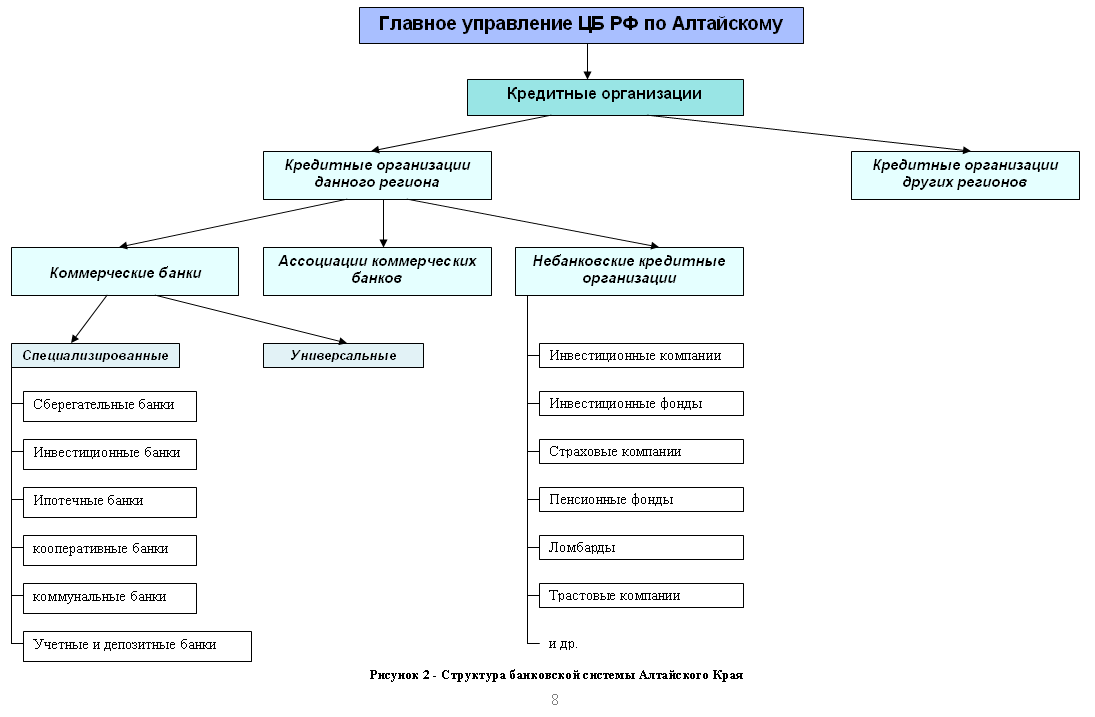 Главное управление ЦБ РФ по Алтайскому
Кредитные организации
Кредитные организации
данного региона
Кредитные организации
других регионов
Коммерческие банки
Ассоциации коммерческих
банков
Небанковские кредитные
организации
Специализированные
Универсальные
Сберегательные банки
Инвестиционные банки
Ипотечные банки
кооперативные банки
коммунальные банки
Учетные и депозитные банки
Инвестиционные компании
Инвестиционные фонды
Страховые компании
Пенсионные фонды
Ломбарды
Трастовые компании
и др.
Рисунок 2 - Структура банковской системы Алтайского Края
8